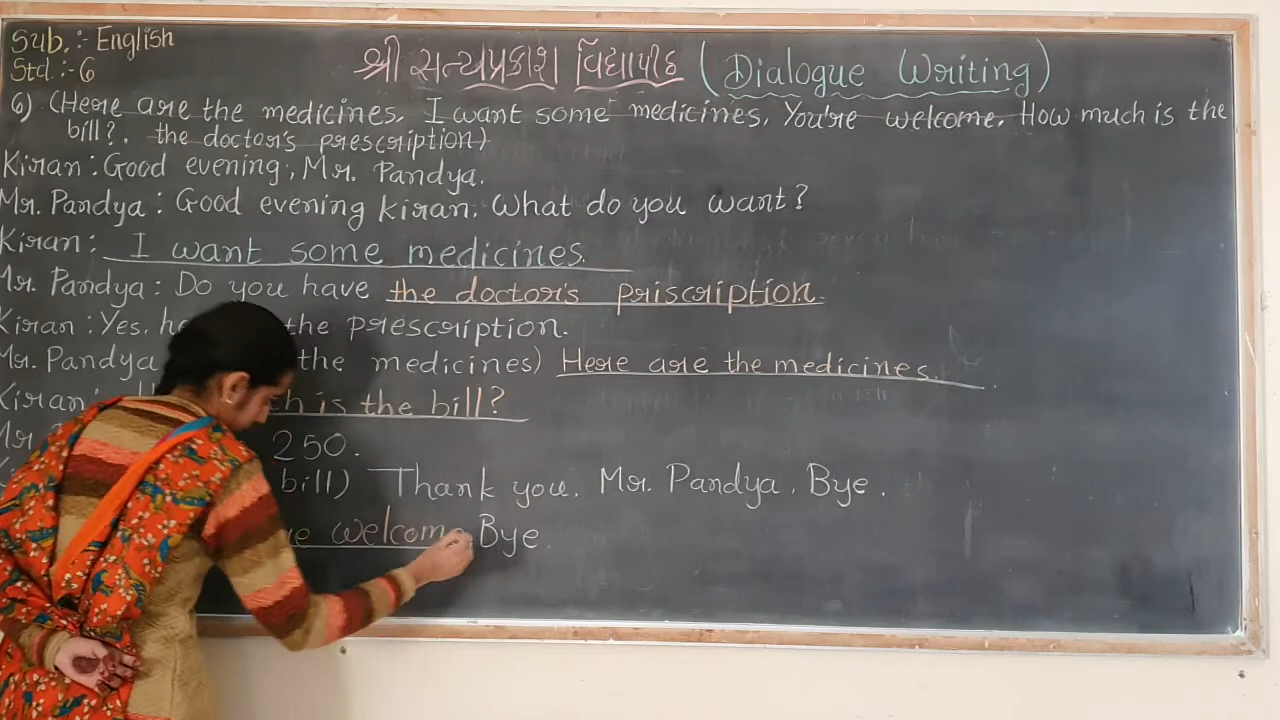 Sub.:- English
Std.:-6
શ્રી સત્યપ્રકાશ વિદ્યાપીઠ (Dialogue Writing)
6) (Here are the medicines. I want some medicines. You're welcome. How much is the
bill?. the doctor's prescription)
Kiran: Good evening, Mr. Pandya.
Mr. Pandya: Good evening kiran. What do you want?
Kiran: I want some medicines.
Mr. Pandya: Do you have the doctor's priscription.
Kiran: Yes, the prescription.
Mr. Pandya the medicines) Here are the medicines.
Kiran: is the bill?
Mr. 250.
bill) Thank you, Mr. Pandya, Bye.
welcome Bye